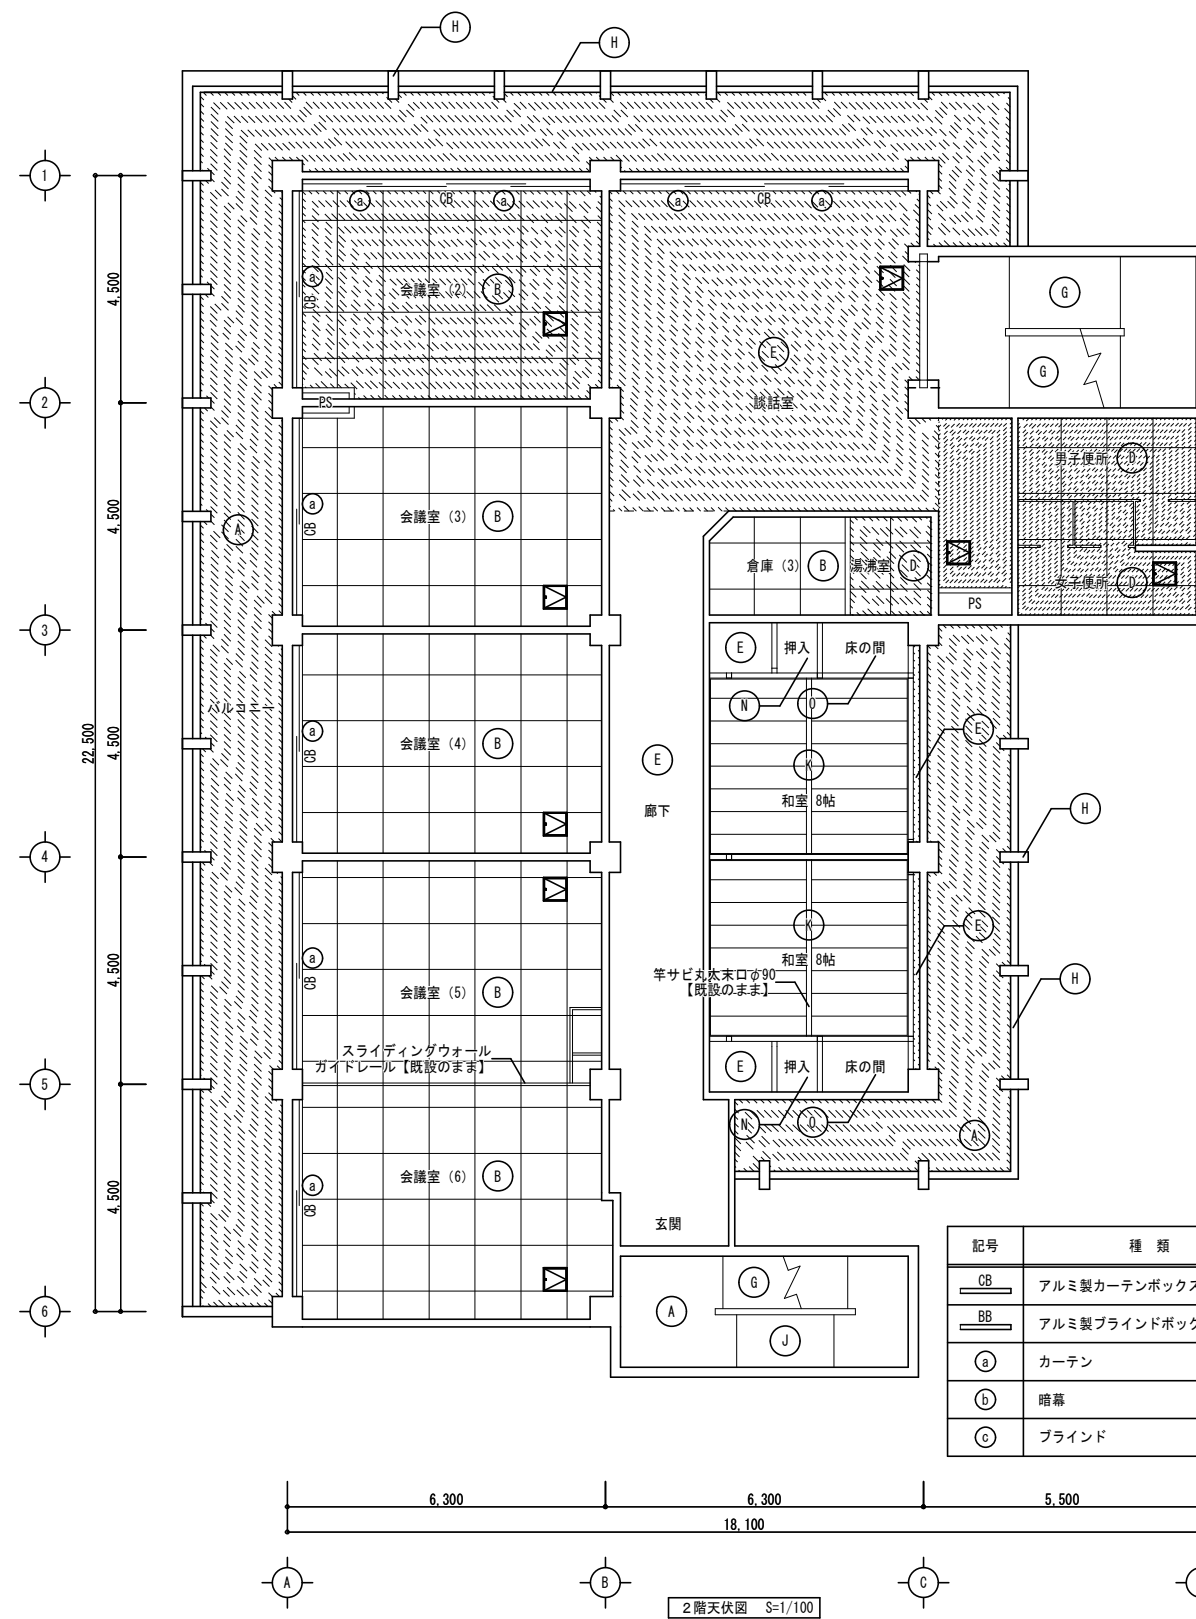 H
H
1
a
CB
a
a
CB
a
4,500
a
CB
会議室（2）
B
G
E
G
2
PS
談話室
男子便所
D
a
CB
会議室（3）
B
4,500
A
倉庫（3）
B
湯沸室
D
女子便所
D
PS
3
E
押入
床の間
N
O
バルコニー
22,500
4,500
a
CB
会議室（4）
B
E
廊下
K
和室 8帖
E
H
4
K
和室 8帖
E
a
CB
4,500
会議室（5）
B
竿サビ丸太末口φ90
【既設のまま】
H
スライディングウォール
ガイドレール【既設のまま】
5
E
押入
床の間
N
O
A
4,500
a
CB
会議室（6）
B
玄関
6
A
G
J
記号
種　類
CB
アルミ製カーテンボックス
BB
アルミ製ブラインドボック
a
カーテン
b
暗幕
c
ブラインド
6,300
6,300
5,500
18,100
A
B
C
2階天伏図　S=1/100